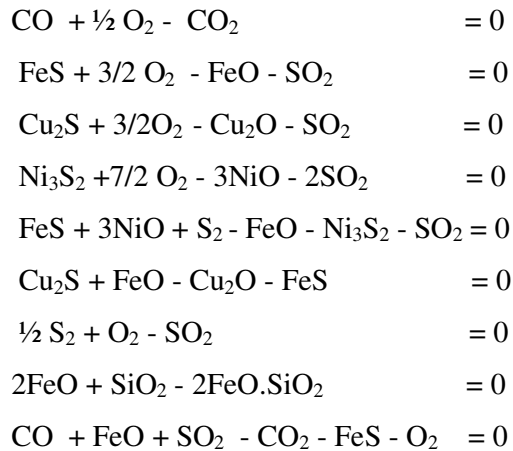 CO + ½ O₂ - CO₂ = 0
FeS + 3/2 O₂ - FeO - SO₂ = 0
Cu₂S + 3/2O₂ - Cu₂O - SO₂ = 0
Ni₃S₂ +7/2 O₂ - 3NiO - 2SO₂ = 0
FeS + 3NiO + S₂ - FeO - Ni₃S₂ - SO₂ = 0
Cu₂S + FeO - Cu₂O - FeS = 0
½ S₂ + O₂ - SO₂ = 0
2FeO + SiO₂ - 2FeO.SiO₂ = 0
CO + FeO + SO₂ - CO₂ - FeS - O₂ = 0